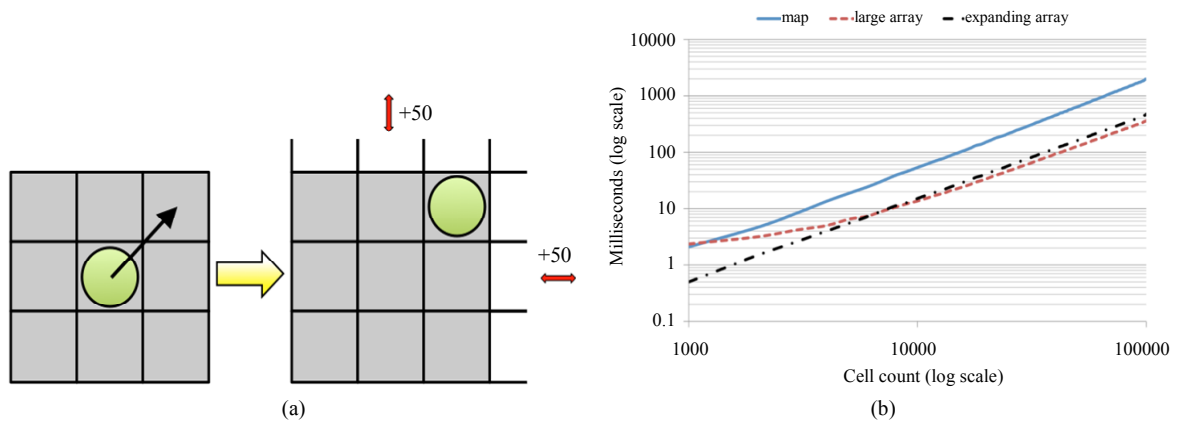 +50
+50
(a)
map large array expanding array
Milliseconds (log scale)
10000
1000
100
10
1
0.1
1000 10000 100000
Cell count (log scale)
(b)